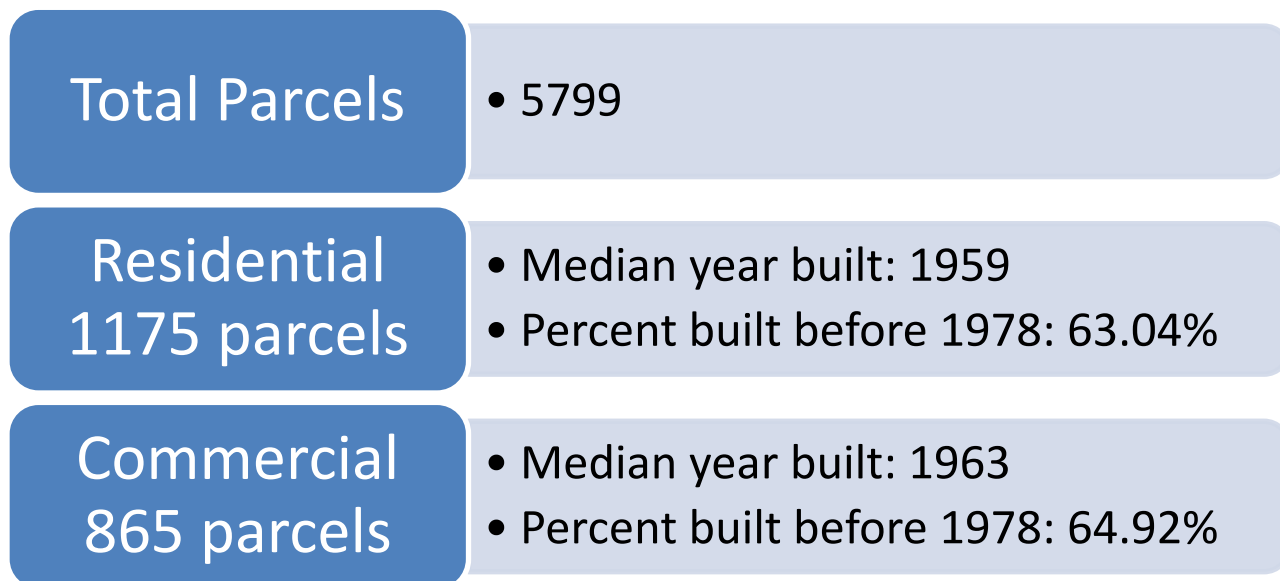 Total Parcels
• 5799
Residential
1175 parcels
• Median year built: 1959
• Percent built before 1978: 63.04%
Commercial
865 parcels
• Median year built: 1963
• Percent built before 1978: 64.92%